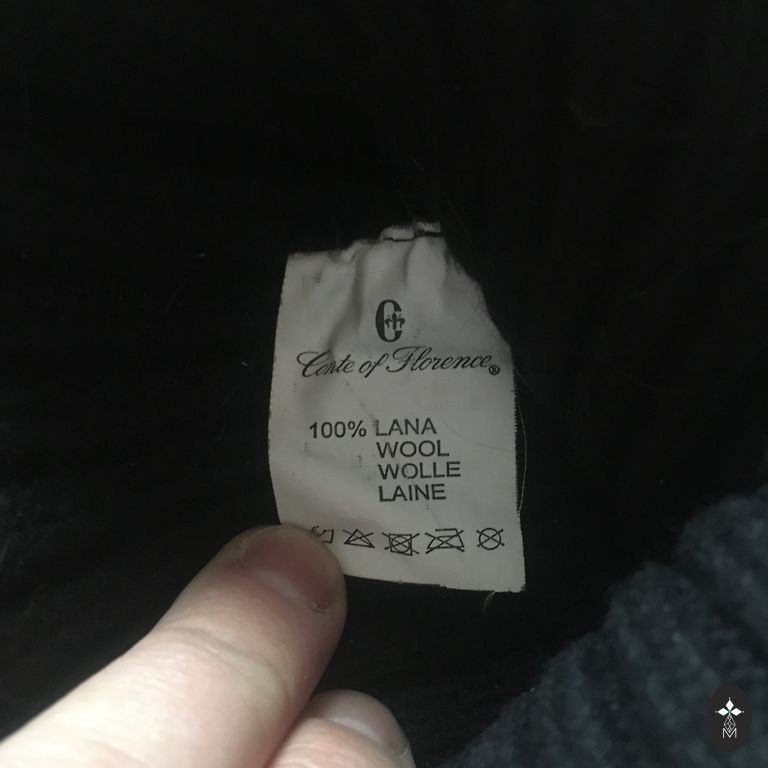 C
Conte of Florence®
100% LANA
WOOL
WOLLE
LAINE
M